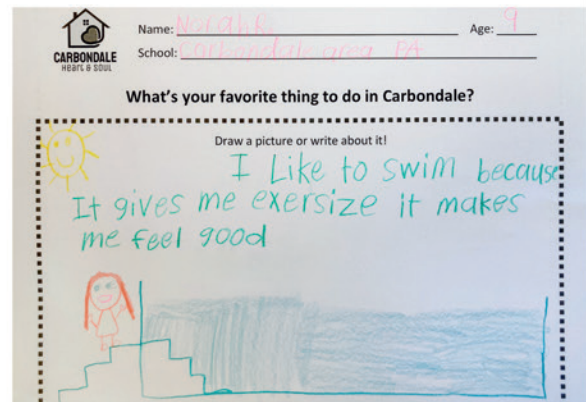 Name: Norah R. Age: 9
CARBONDALE
HEART & SOUL
School: Carbondale area PA
What's your favorite thing to do in Carbondale?
Draw a picture or write about it!
I Like to swim because
It gives me exersize it makes
me feel good